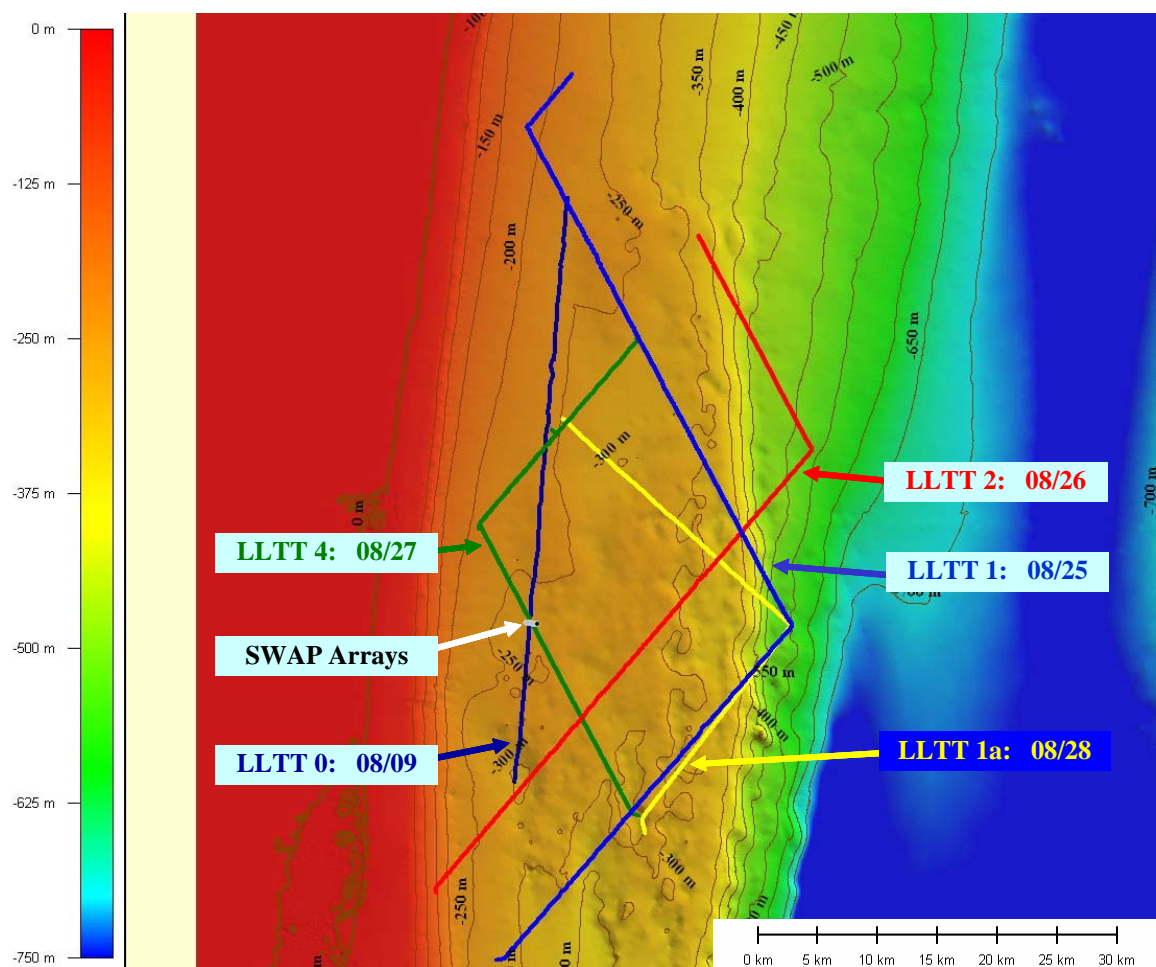 0 m
-125 m
-250 m
-375 m
-500 m
-625 m
-750 m
-100
-150 m
-200 m
-250 m
-350 m
-400 m
-450 m
-500 m
-650 m
-300 m
0 m
-700 m
LLTT 2: 08/26
LLTT 4: 08/27
LLTT 1: 08/25
SWAP Arrays
-250 m
550 m
-400 m
LLTT 0: 08/09
-300 m
LLTT 1a: 08/28
-300 m
-250 m
0 m
0 km 5 km 10 km 15 km 20 km 25 km 30 km